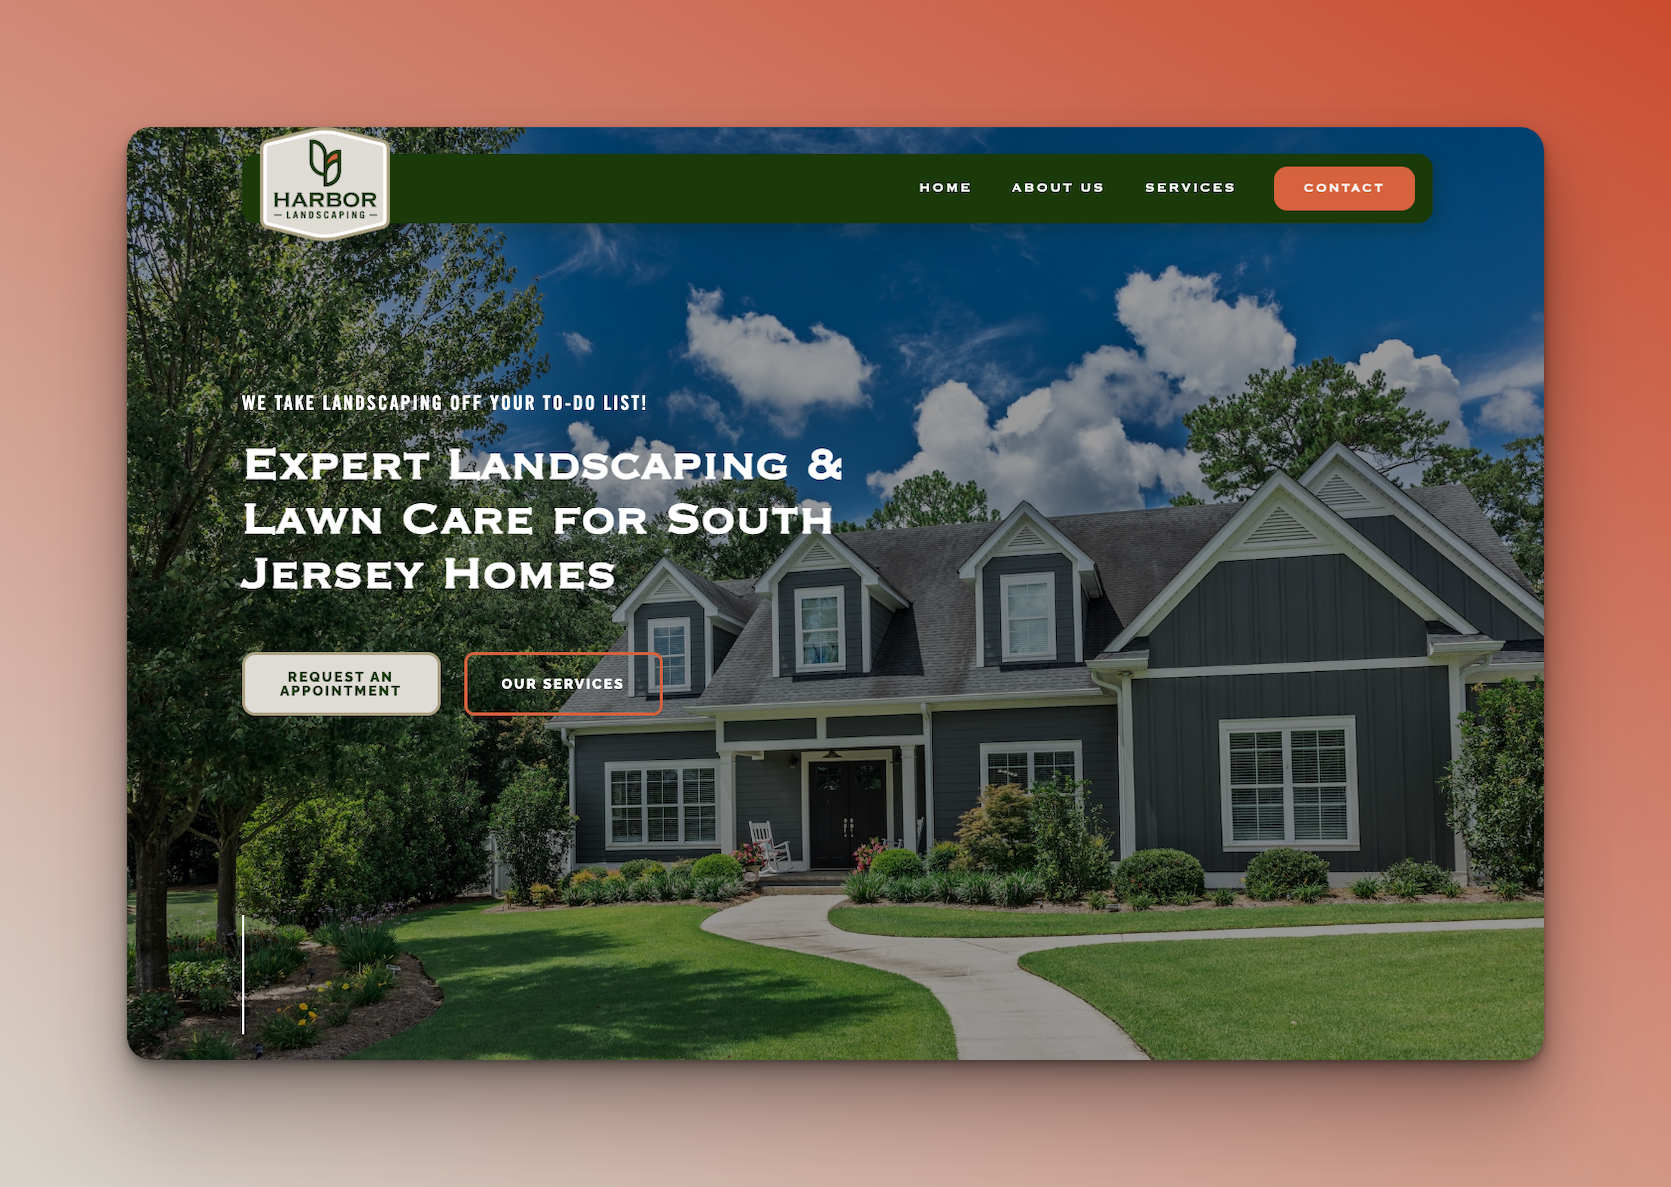 HARBOR
LANDSCAPING
HOME
ABOUT US
SERVICES
CONTACT
WE TAKE LANDSCAPING OFF YOUR TO-DO LIST!
EXPERT LANDSCAPING &
LAWN CARE FOR SOUTH
JERSEY HOMES
REQUEST AN
APPOINTMENT
OUR SERVICES